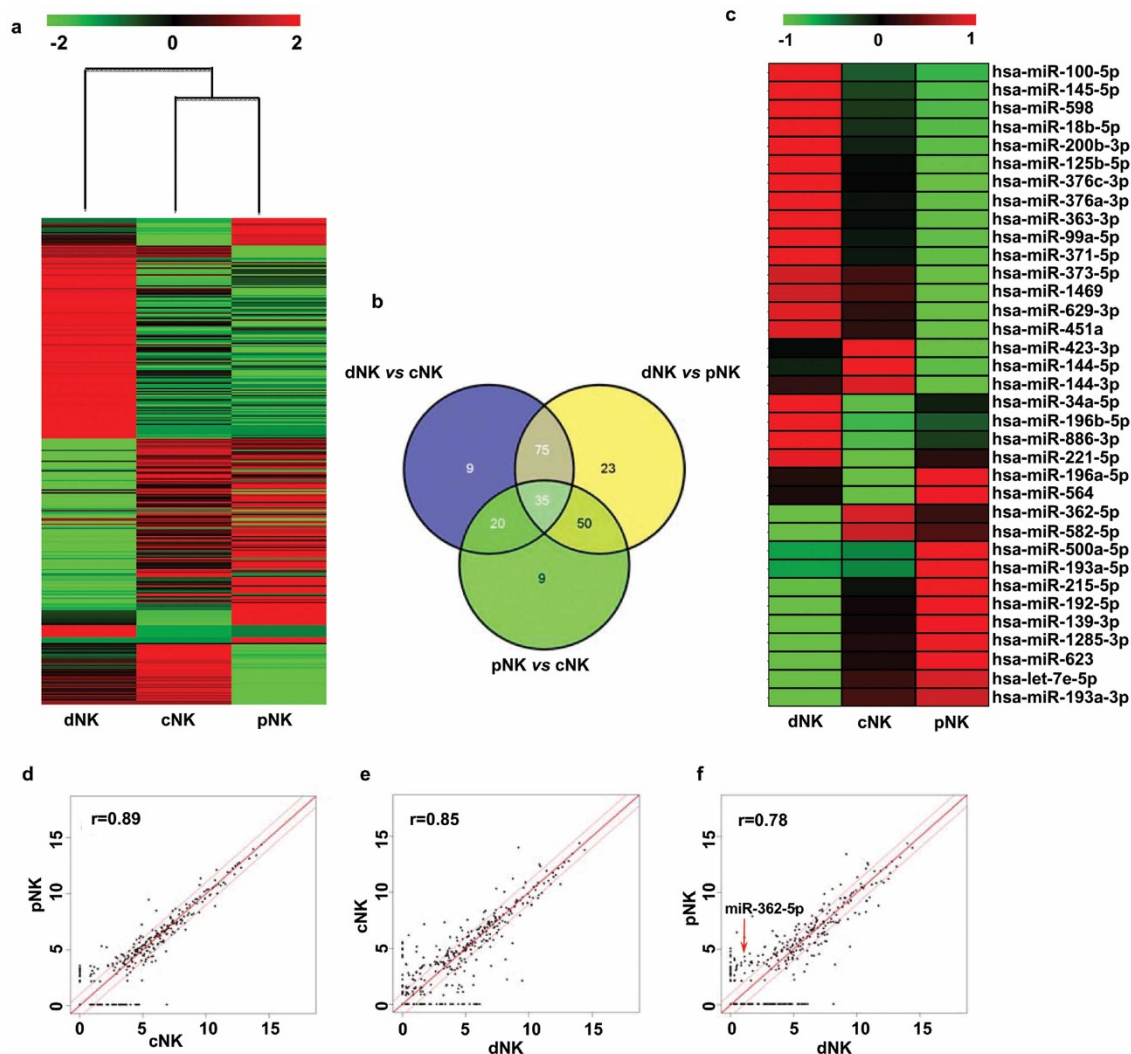 a
-2 0 2
dNK cNK pNK
b
dNK vs cNK
dNK vs pNK
9
75
23
35
20
50
9
pNK vs cNK
c
-1 0 1
hsa-miR-100-5p
hsa-miR-145-5p
hsa-miR-598
hsa-miR-18b-5p
hsa-miR-200b-3p
hsa-miR-125b-5p
hsa-miR-376c-3p
hsa-miR-376a-3p
hsa-miR-363-3p
hsa-miR-99a-5p
hsa-miR-371-5p
hsa-miR-373-5p
hsa-miR-1469
hsa-miR-629-3p
hsa-miR-451a
hsa-miR-423-3p
hsa-miR-144-5p
hsa-miR-144-3p
hsa-miR-34a-5p
hsa-miR-196b-5p
hsa-miR-886-3p
hsa-miR-221-5p
hsa-miR-196a-5p
hsa-miR-564
hsa-miR-362-5p
hsa-miR-582-5p
hsa-miR-500a-5p
hsa-miR-193a-5p
hsa-miR-215-5p
hsa-miR-192-5p
hsa-miR-139-3p
hsa-miR-1285-3p
hsa-miR-623
hsa-let-7e-5p
hsa-miR-193a-3p
dNK cNK pNK
d
r=0.89
pNK
15
10
5
0
0 5 10 15
cNK
e
r=0.85
cNK
15
10
5
0
0 5 10 15
dNK
f
r=0.78
miR-362-5p
pNK
15
10
5
0
0 5 10 15
dNK